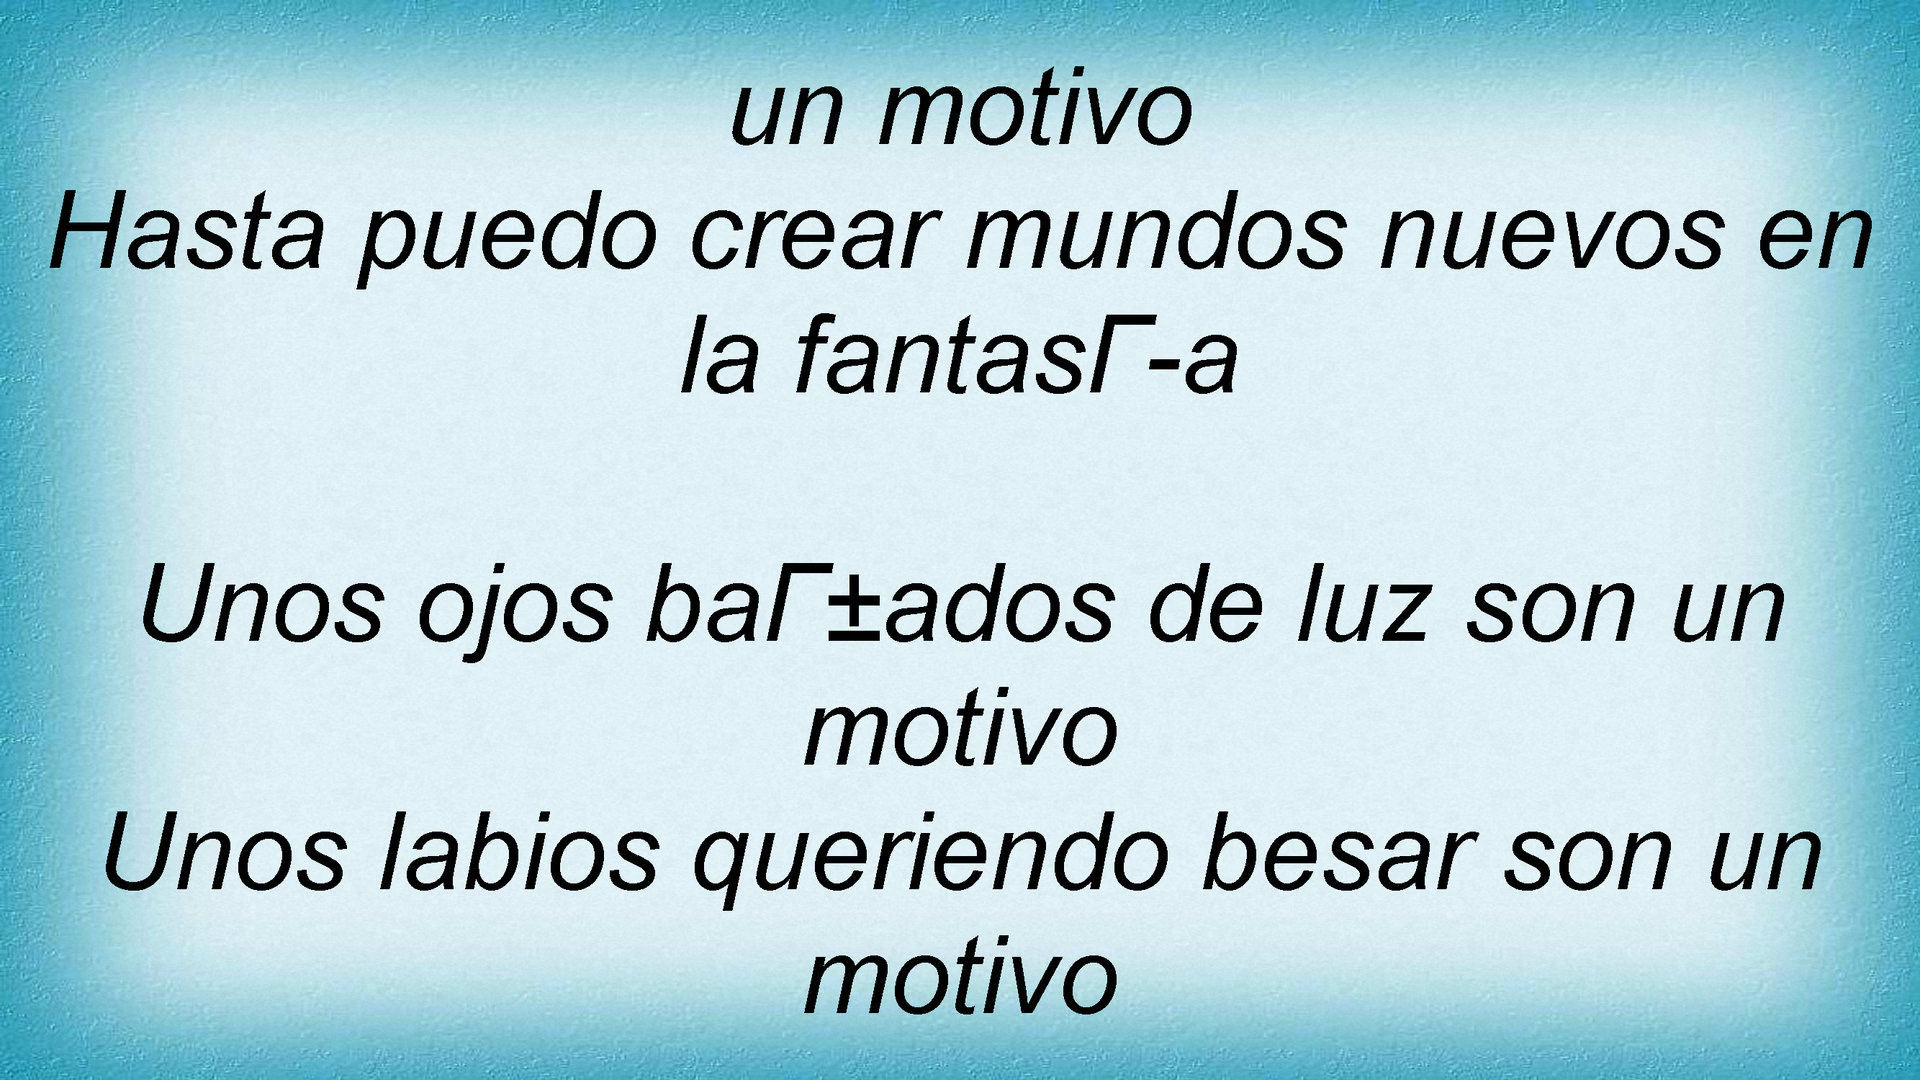 un motivo
Hasta puedo crear mundos nuevos en
la fantasΓ-a
Unos ojos baΓ±ados de luz son un
motivo
Unos labios queriendo besar son un
motivo